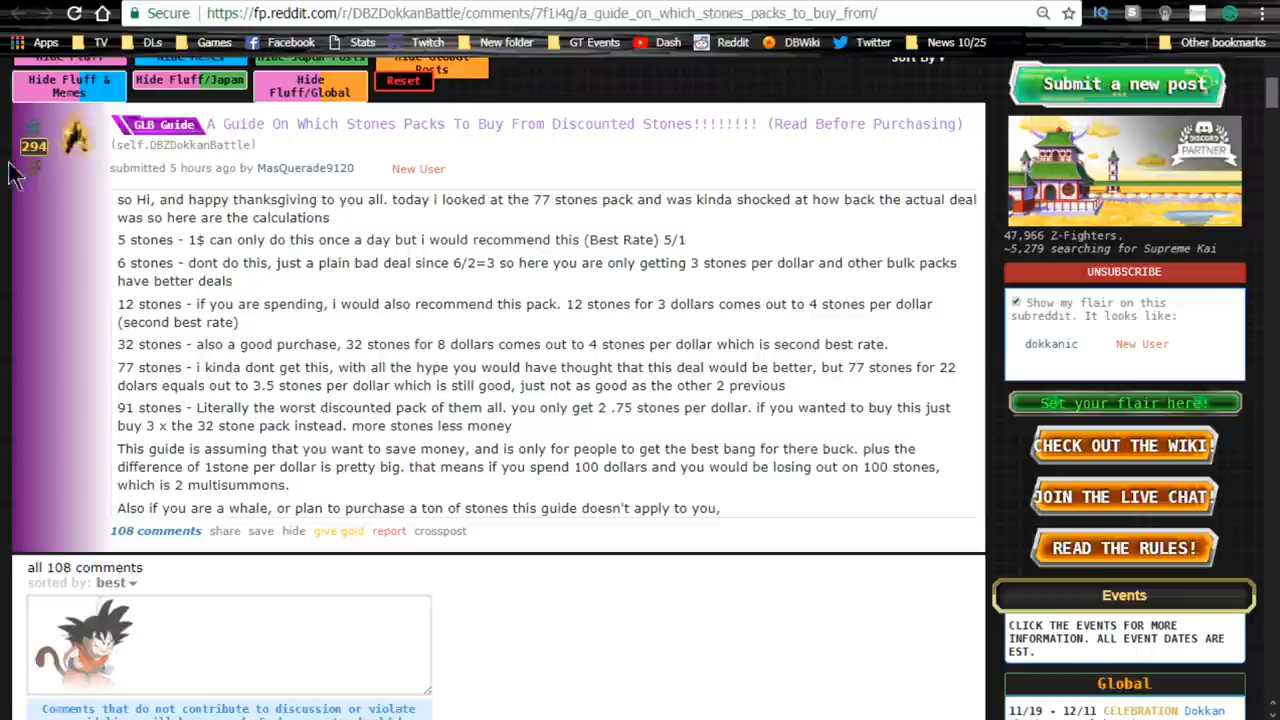 Secure
https://fp.reddit.com/r/DBZDokkanBattle/comments/7f1i4g/a_guide_on_which_stones_packs_to_buy_from/
Apps TV DLs Games Facebook Stats Twitch New folder GT Events Dash Reddit DBWiki Twitter News 10/25 Other bookmarks
Hide Fluff &
Memes
Hide Fluff/Japan
Hide
Fluff/Global
Posts
Reset
Submit a new post
294
GLB Guide A Guide On Which Stones Packs To Buy From Discounted Stones!!!!!!!! (Read Before Purchasing)
(self.DBZDokkanBattle)
submitted 5 hours ago by MasQuerade9120 New User
so Hi, and happy thanksgiving to you all. today i looked at the 77 stones pack and was kinda shocked at how back the actual deal
was so here are the calculations
5 stones - 1$ can only do this once a day but i would recommend this (Best Rate) 5/1
6 stones - dont do this, just a plain bad deal since 6/2=3 so here you are only getting 3 stones per dollar and other bulk packs
have better deals
12 stones - if you are spending, i would also recommend this pack. 12 stones for 3 dollars comes out to 4 stones per dollar
(second best rate)
32 stones - also a good purchase, 32 stones for 8 dollars comes out to 4 stones per dollar which is second best rate.
77 stones - i kinda dont get this, with all the hype you would have thought that this deal would be better, but 77 stones for 22
dolars equals out to 3.5 stones per dollar which is still good, just not as good as the other 2 previous
91 stones - Literally the worst discounted pack of them all. you only get 2 .75 stones per dollar. if you wanted to buy this just
buy 3 x the 32 stone pack instead. more stones less money
This guide is assuming that you want to save money, and is only for people to get the best bang for there buck. plus the
difference of 1stone per dollar is pretty big. that means if you spend 100 dollars and you would be losing out on 100 stones,
which is 2 multisummons.
Also if you are a whale, or plan to purchase a ton of stones this guide doesn't apply to you,
108 comments share save hide give gold report crosspost
all 108 comments
sorted by: best
Comments that do not contribute to discussion or violate
DISCORD
PARTNER
47,966 Z-Fighters,
~5,279 searching for Supreme Kai
UNSUBSCRIBE
Show my flair on this
subreddit. It looks like:
dokkanic New User
Set your flair here!
CHECK OUT THE WIKI!
JOIN THE LIVE CHAT!
READ THE RULES!
Events
CLICK THE EVENTS FOR MORE
INFORMATION. ALL EVENT DATES ARE
EST.
Global
11/19 - 12/11 CELEBRATION Dokkan